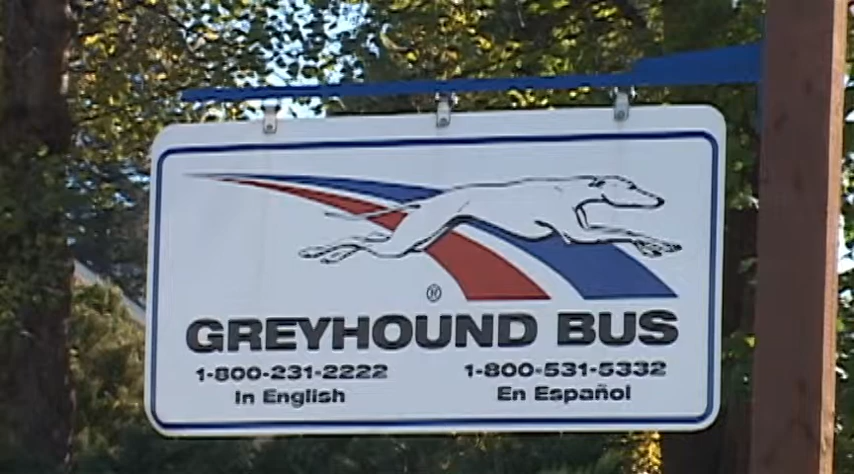 ®
GREYHOUND BUS
1-800-231-2222 1-800-531-5332
In English En Español